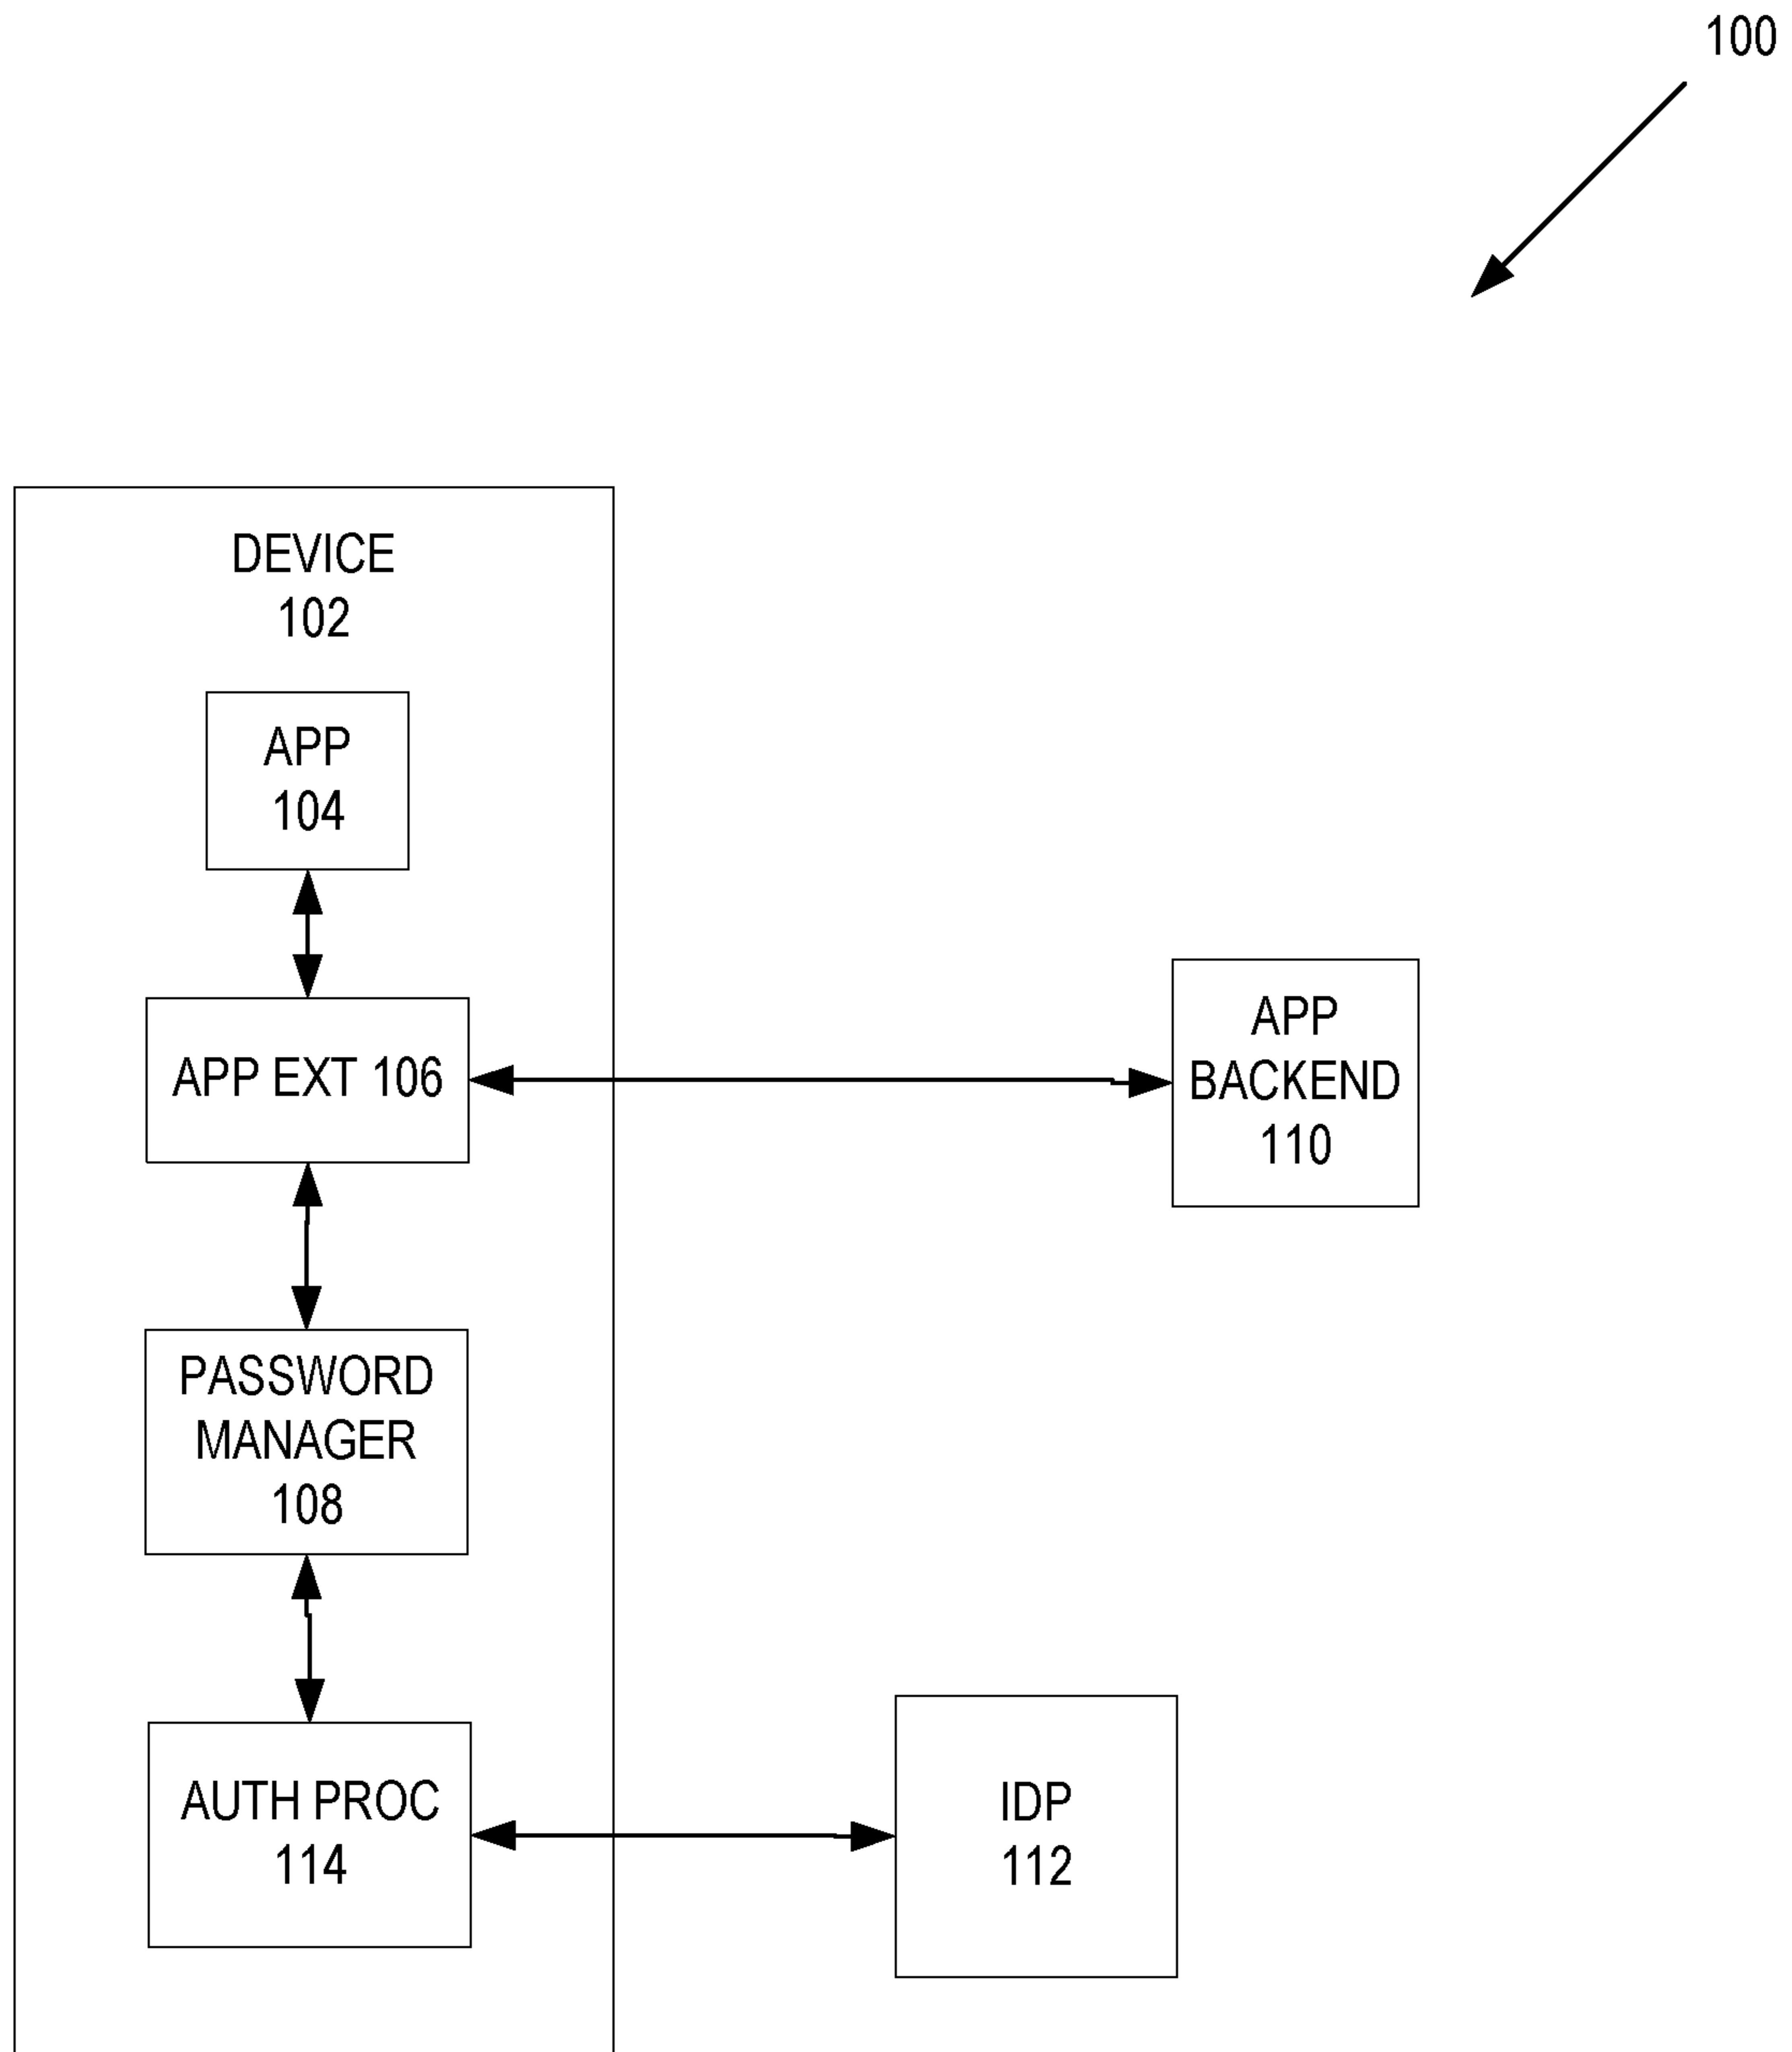 100
DEVICE
102
APP
104
APP EXT 106
APP
BACKEND
110
PASSWORD
MANAGER
108
AUTH PROC
114
IDP
112